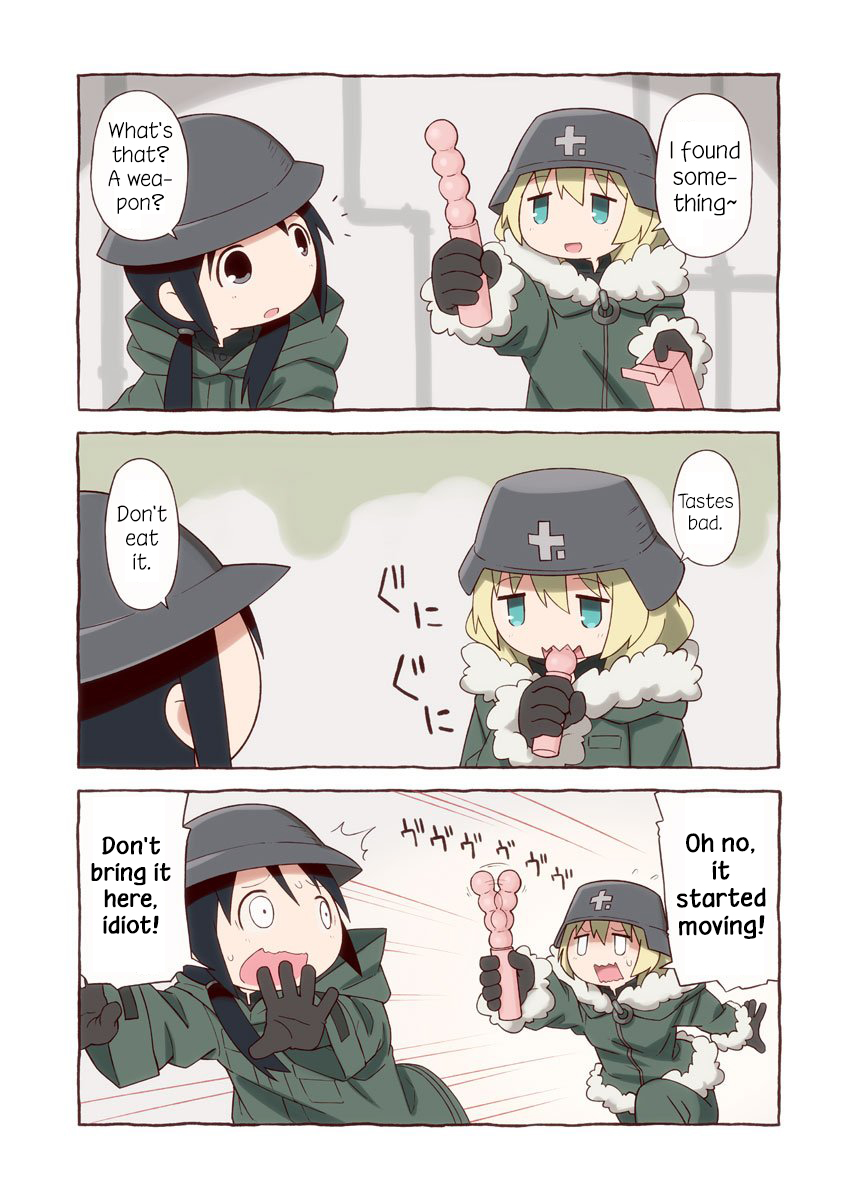 I found
some-
thing~
What's
that?
A wea-
pon?
Tastes
bad.
ぐに
ぐに
Don't
eat
it.
Oh no,
it
started
moving!
ヴヴヴヴヴヴ
Don't
bring it
here,
idiot!